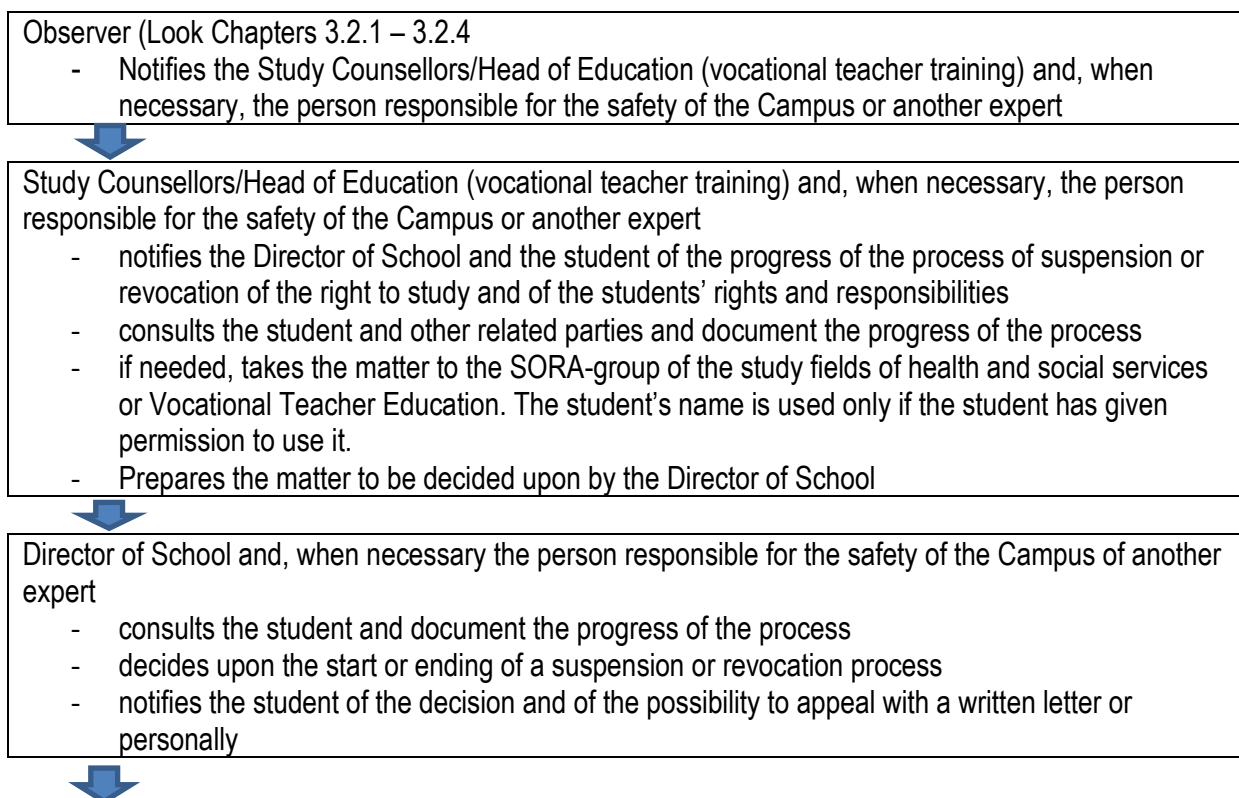 Observer (Look Chapters 3.2.1 – 3.2.4
- Notifies the Study Counsellors/Head of Education (vocational teacher training) and, when
necessary, the person responsible for the safety of the Campus or another expert
Study Counsellors/Head of Education (vocational teacher training) and, when necessary, the person
responsible for the safety of the Campus or another expert
- notifies the Director of School and the student of the progress of the process of suspension or
revocation of the right to study and of the students’ rights and responsibilities
- consults the student and other related parties and document the progress of the process
- if needed, takes the matter to the SORA-group of the study fields of health and social services
or Vocational Teacher Education. The student’s name is used only if the student has given
permission to use it.
- Prepares the matter to be decided upon by the Director of School
Director of School and, when necessary the person responsible for the safety of the Campus of another
expert
- consults the student and document the progress of the process
- decides upon the start or ending of a suspension or revocation process
- notifies the student of the decision and of the possibility to appeal with a written letter or
personally